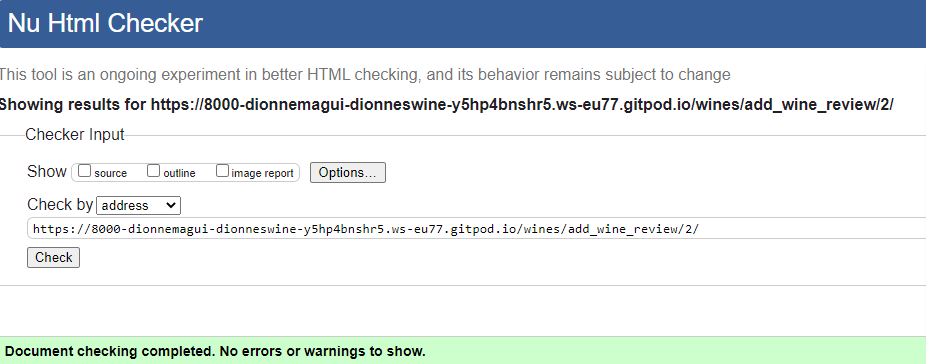 Nu Html Checker
This tool is an ongoing experiment in better HTML checking, and its behavior remains subject to change
Showing results for https://8000-dionnemagui-dionneswine-y5hp4bnshr5.ws-eu77.gitpod.io/wines/add_wine_review/2/
Checker Input
Show source outline image report Options...
Check by address
https://8000-dionnemagui-dionneswine-y5hp4bnshr5.ws-eu77.gitpod.io/wines/add_wine_review/2/
Check
Document checking completed. No errors or warnings to show.